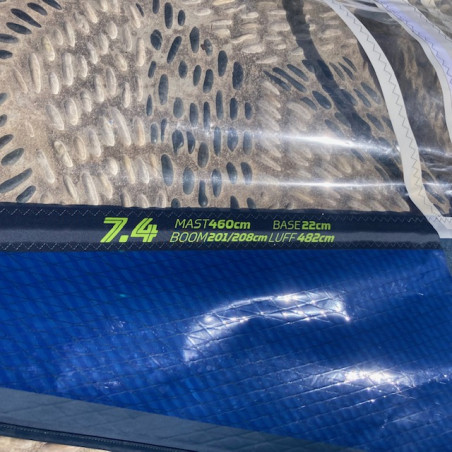 7.4 MAST460cm BASE22cm
BOOM201/208cm LUFF482cm